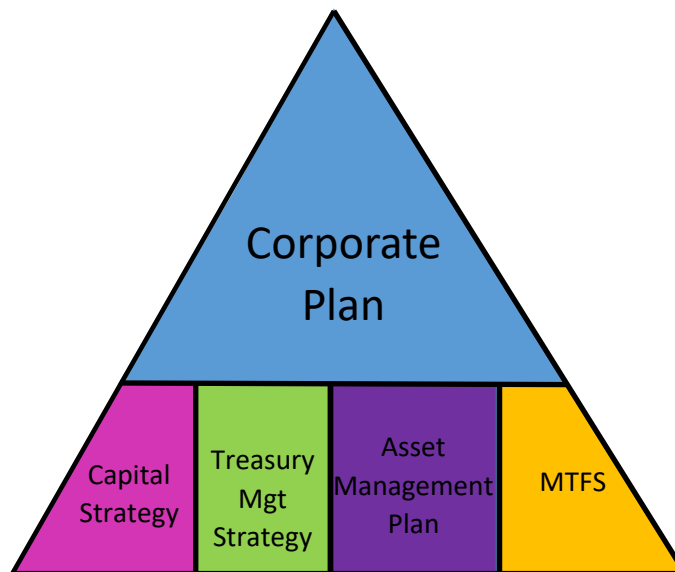 Corporate
Plan
Capital
Strategy
Treasury
Mgt
Strategy
Asset
Management
Plan
MTFS